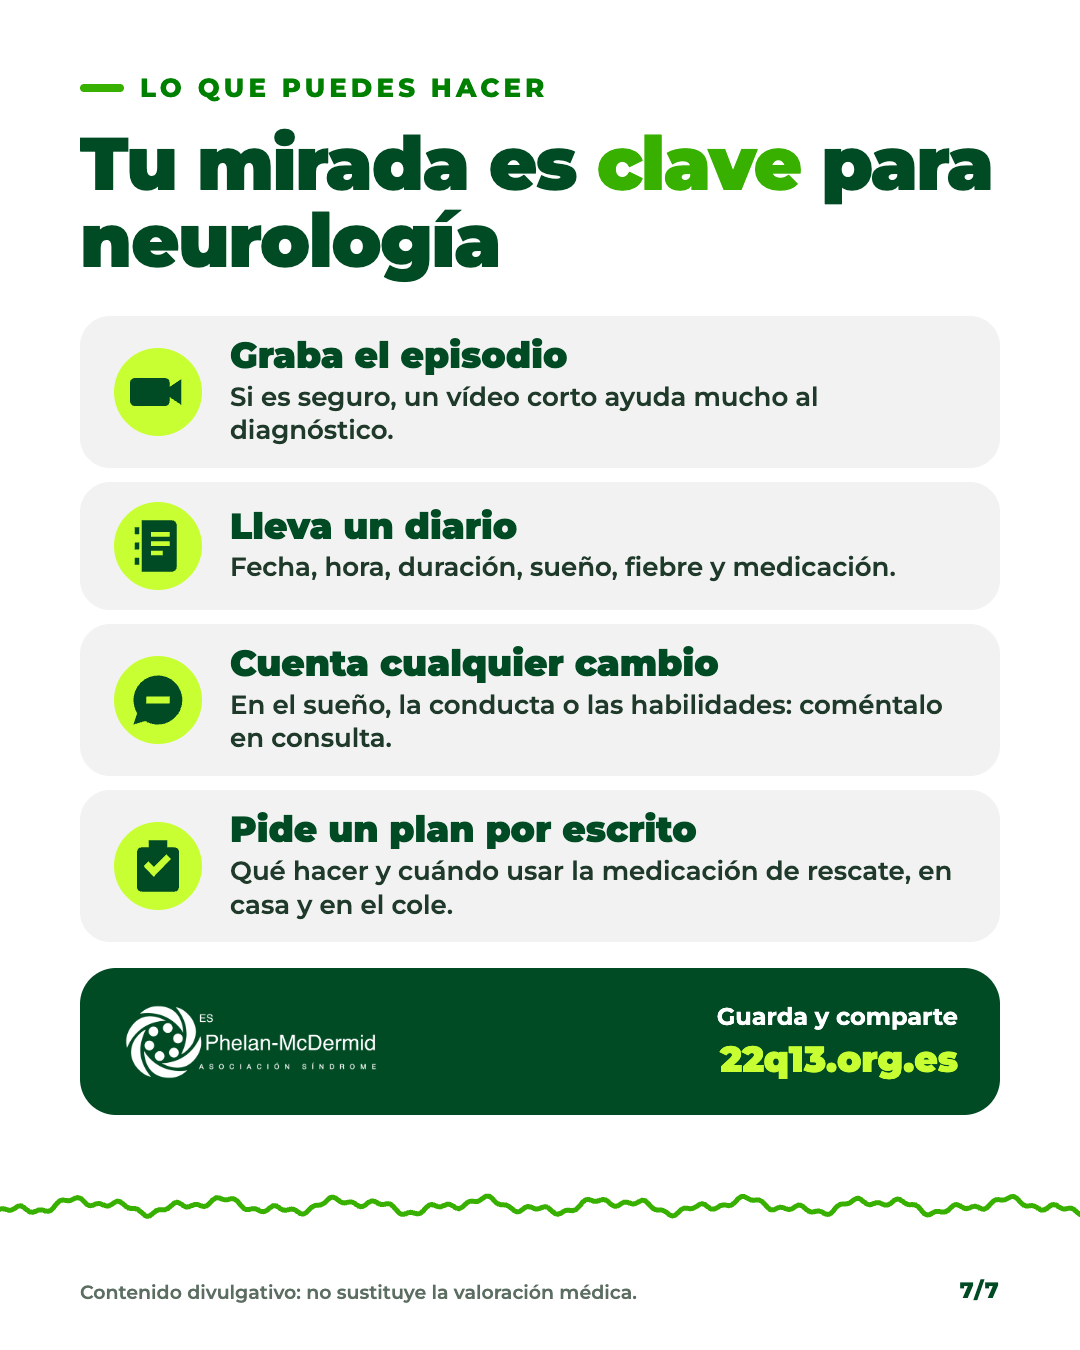 LO QUE PUEDES HACER
Tu mirada es clave para
neurología
Graba el episodio
Si es seguro, un vídeo corto ayuda mucho al
diagnóstico.
Lleva un diario
Fecha, hora, duración, sueño, fiebre y medicación.
Cuenta cualquier cambio
En el sueño, la conducta o las habilidades: coméntalo
en consulta.
Pide un plan por escrito
Qué hacer y cuándo usar la medicación de rescate, en
casa y en el cole.
ES
Phelan-McDermid
ASOCIACIÓN SÍNDROME
Guarda y comparte
22q13.org.es
Contenido divulgativo: no sustituye la valoración médica.
7/7